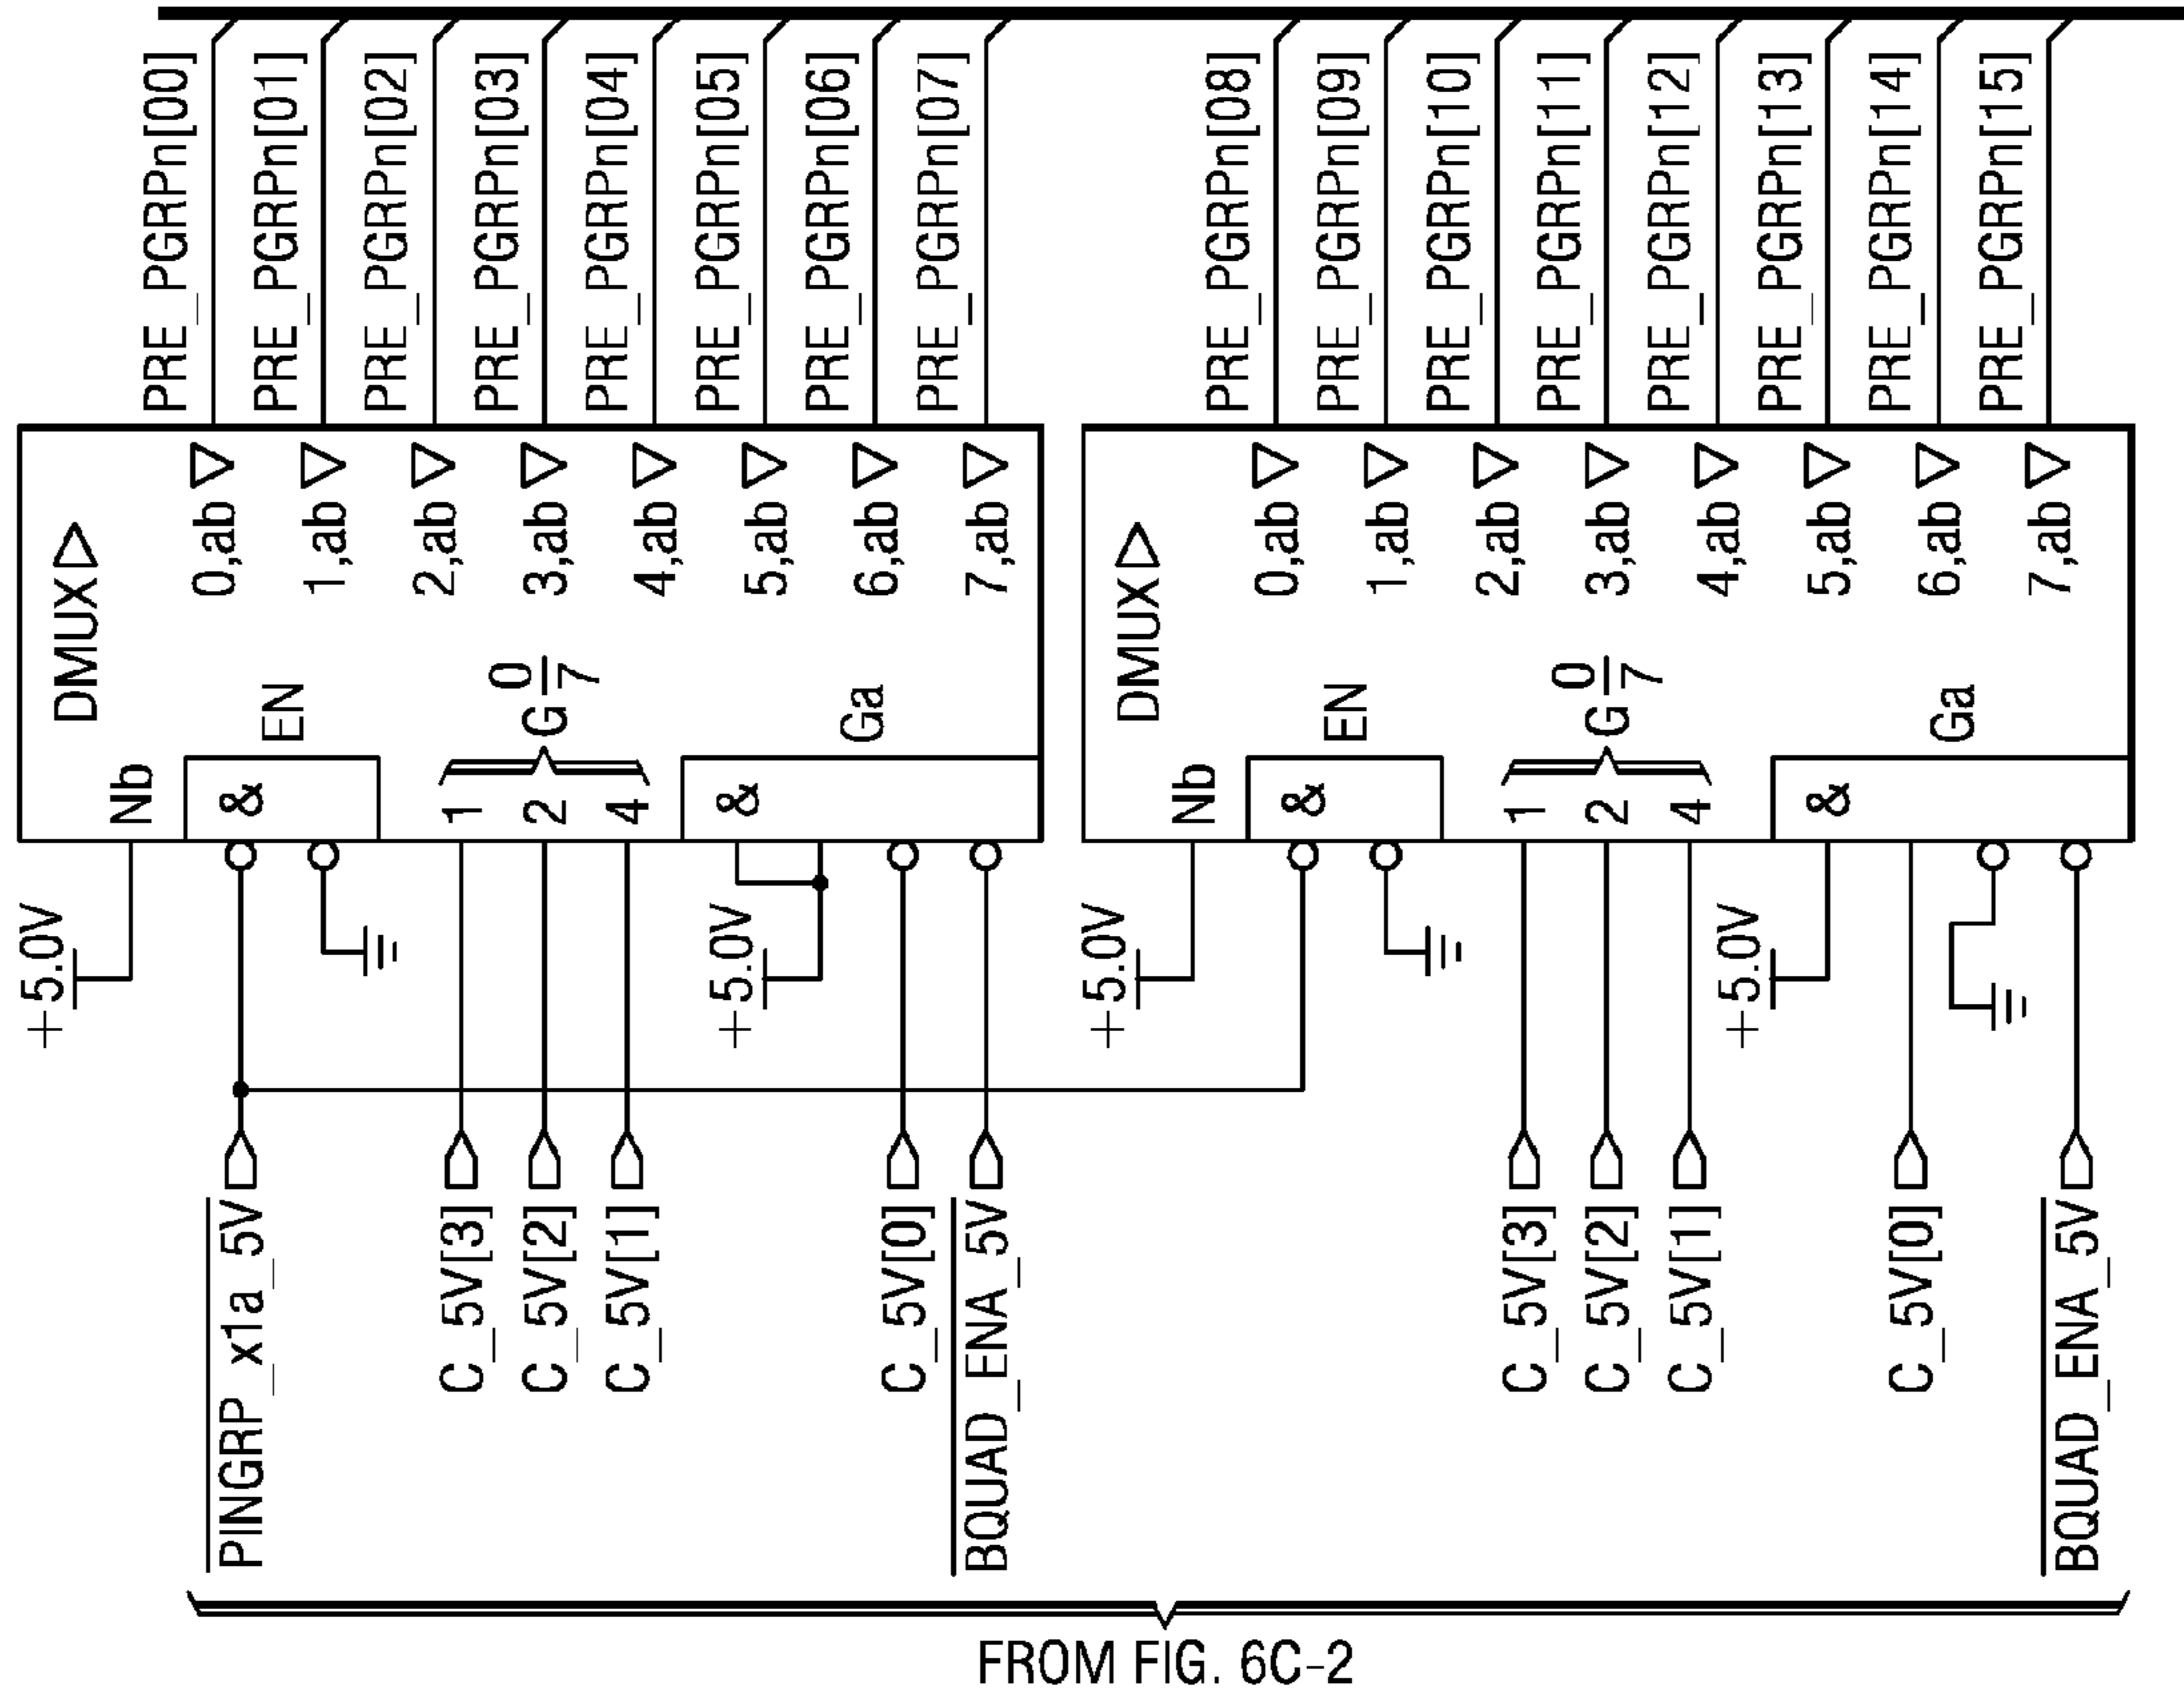 PRE_PGRPn[00]
PRE_PGRPn[01]
PRE_PGRPn[02]
PRE_PGRPn[03]
PRE_PGRPn[04]
PRE_PGRPn[05]
PRE_PGRPn[06]
PRE_PGRPn[07]
PRE_PGRPn[08]
PRE_PGRPn[09]
PRE_PGRPn[10]
PRE_PGRPn[11]
PRE_PGRPn[12]
PRE_PGRPn[13]
PRE_PGRPn[14]
PRE_PGRPn[15]
DMUX
0,ab
1,ab
2,ab
3,ab
4,ab
5,ab
6,ab
7,ab
Nb
&
EN
1
2
4
G 0/7
&
Ga
DMUX
0,ab
1,ab
2,ab
3,ab
4,ab
5,ab
6,ab
7,ab
Nb
&
EN
1
2
4
G 0/7
&
Ga
+5.0V
+5.0V
+5.0V
+5.0V
PINGRP_x1a_5V
C_5V[3]
C_5V[2]
C_5V[1]
C_5V[0]
BQUAD_ENA_5V
C_5V[3]
C_5V[2]
C_5V[1]
C_5V[0]
BQUAD_ENA_5V
FROM FIG. 6C-2